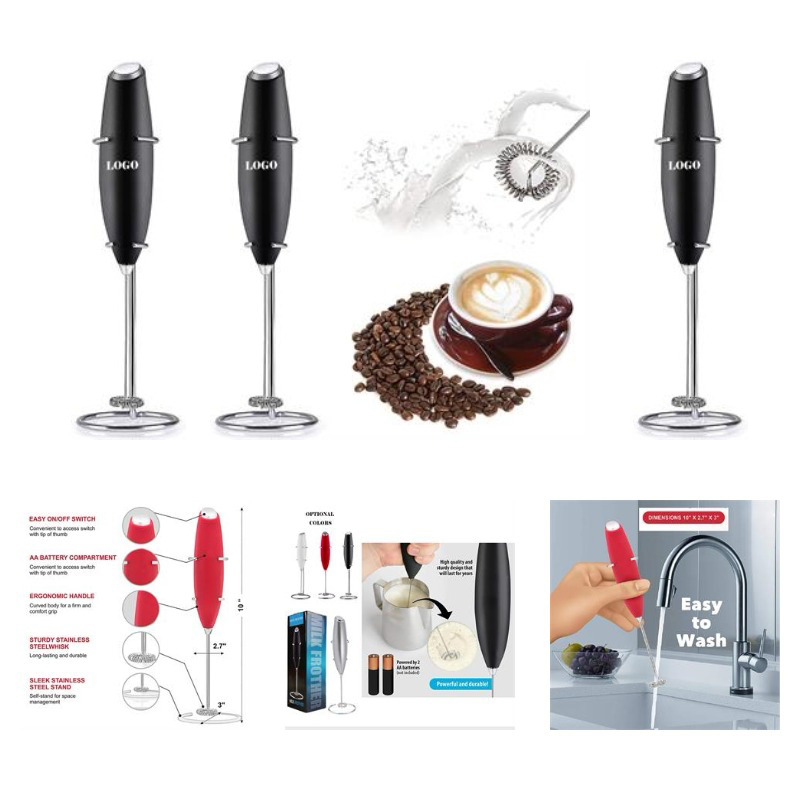 LOGO
LOGO
LOGO
EASY ON/OFF SWITCH
Convenient to access switch
with tip of thumb
AA BATTERY COMPARTMENT
Convenient to access switch
with tip of thumb
ERGONOMIC HANDLE
Curved body for a firm and
comfort grip
STURDY STAINLESS
STEELWHISK
Long-lasting and durable
SLEEK STAINLESS
STEEL STAND
Self-stand for space
management
10"
2.7"
3"
OPTIONAL
COLORS
MILK FROTHER
High quality and
sturdy design that
will last for years
Powered by 2
AA batteries
(not included)
Powerful and durable!
DIMENSIONS 10" X 2.7" X 3"
Easy
to
Wash